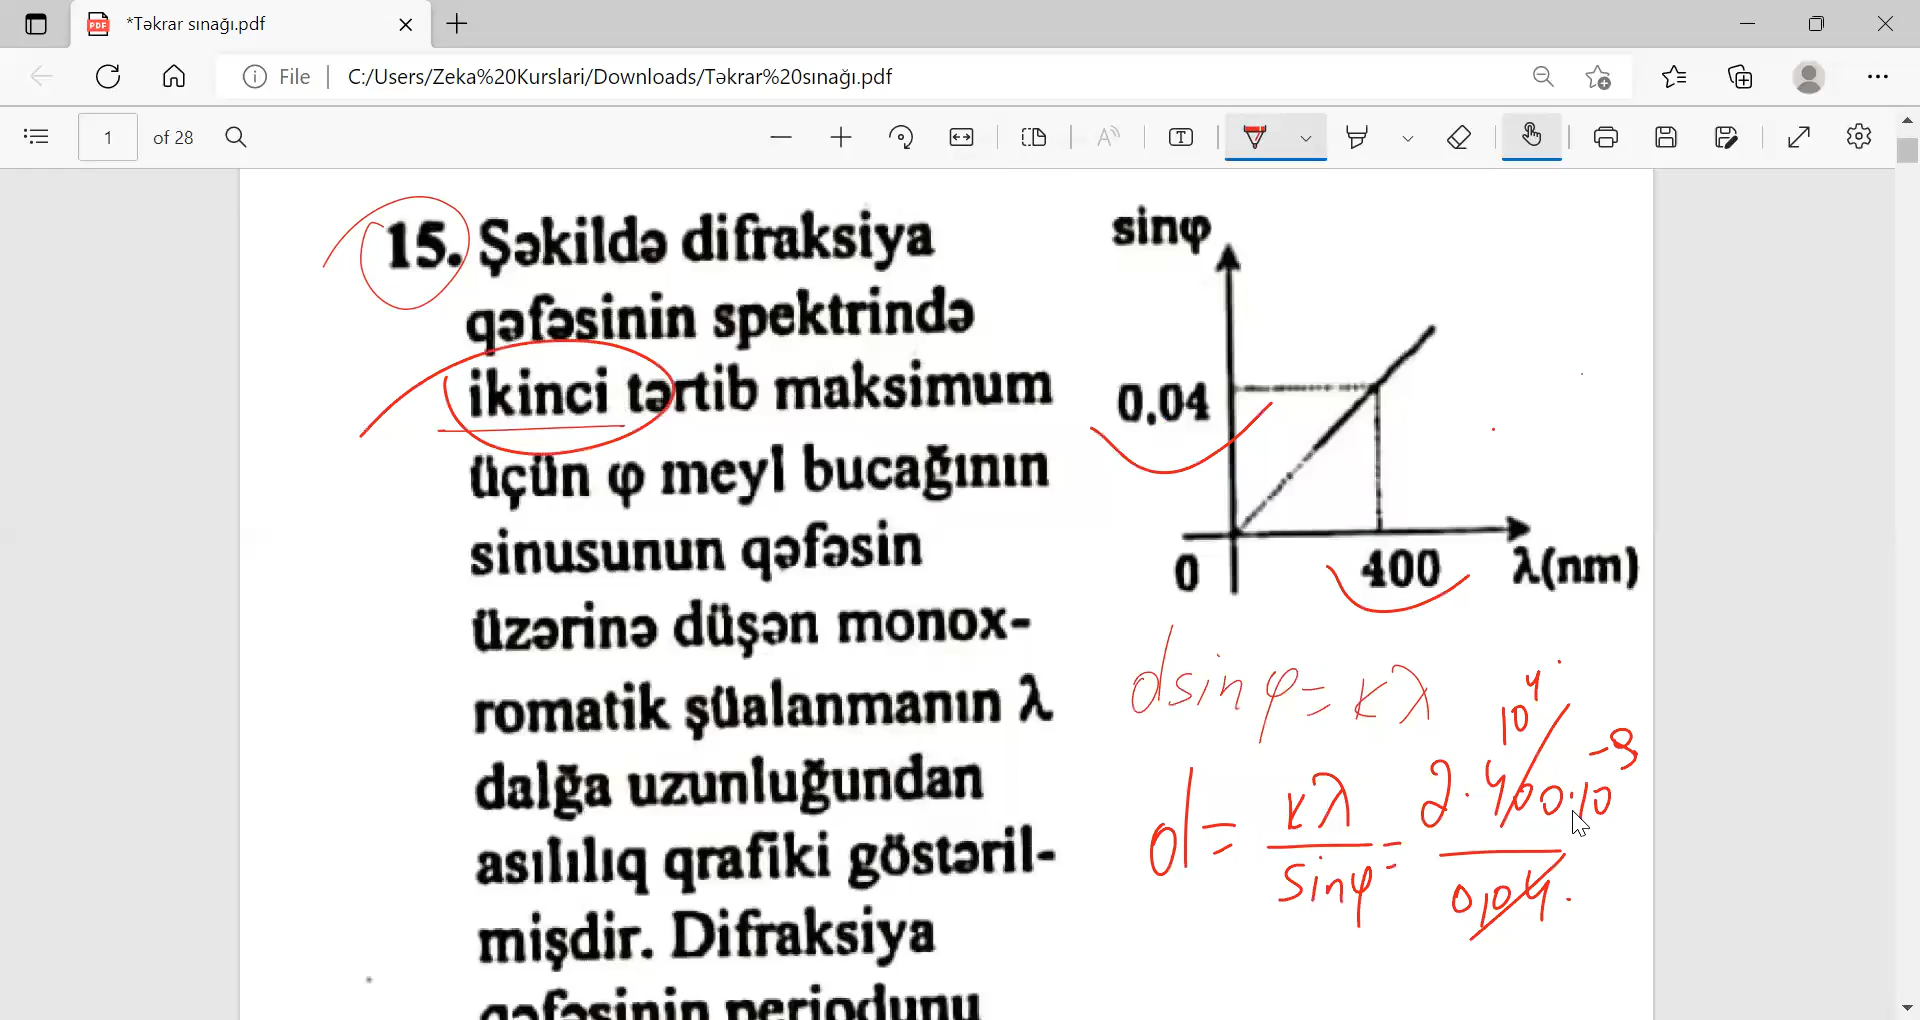 *Təkrar sınağı.pdf
File
C:/Users/Zeka%20Kurslari/Downloads/Təkrar%20sınağı.pdf
1 of 28
15. Şəkildə difraksiya
qəfəsinin spektrində
ikinci tərtib maksimum
üçün φ meyl bucağının
sinusunun qəfəsin
üzərinə düşən monox-
romatik şüalanmanın λ
dalğa uzunluğundan
asılılıq qrafiki göstəril-
mişdir. Difraksiya
qəfəsinin periodunu
sinφ
0,04
0 400 λ(nm)
dsinφ = kλ
10⁴
d = kλ/sinφ = 2·400·10⁻⁹/0,04